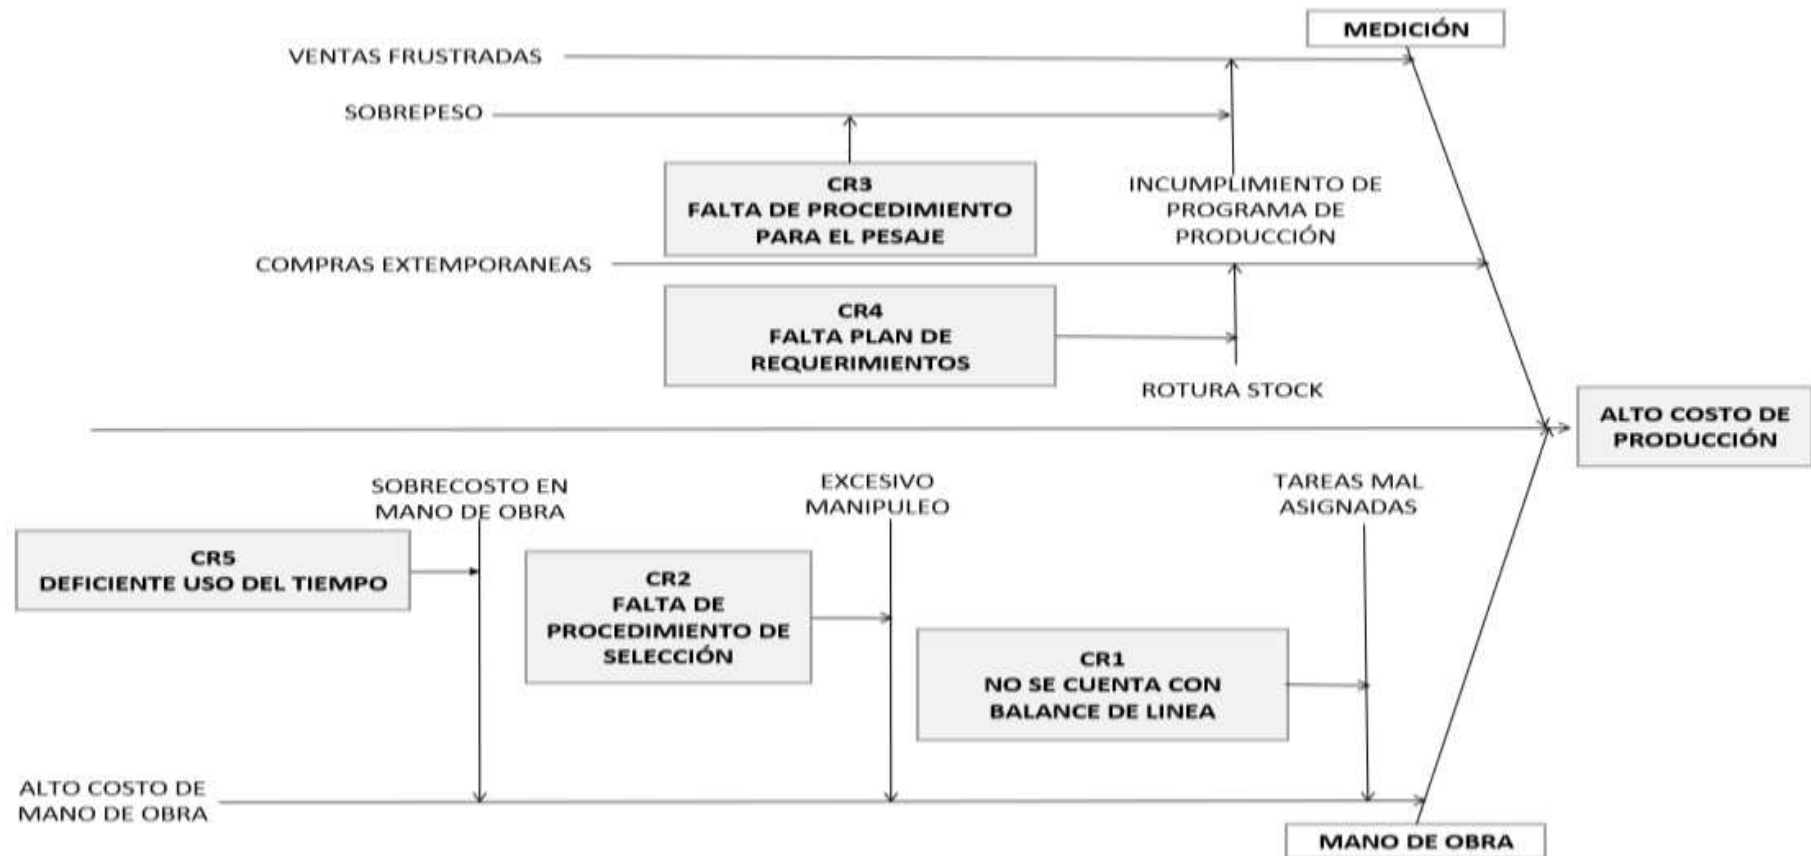 MEDICIÓN
VENTAS FRUSTRADAS
SOBREPESO
CR3
FALTA DE PROCEDIMIENTO
PARA EL PESAJE
INCUMPLIMIENTO DE
PROGRAMA DE
PRODUCCIÓN
COMPRAS EXTEMPORANEAS
CR4
FALTA PLAN DE
REQUERIMIENTOS
ROTURA STOCK
ALTO COSTO DE
PRODUCCIÓN
SOBRECOSTO EN
MANO DE OBRA
EXCESIVO
MANIPULEO
TAREAS MAL
ASIGNADAS
CR5
DEFICIENTE USO DEL TIEMPO
CR2
FALTA DE
PROCEDIMIENTO DE
SELECCIÓN
CR1
NO SE CUENTA CON
BALANCE DE LINEA
ALTO COSTO DE
MANO DE OBRA
MANO DE OBRA